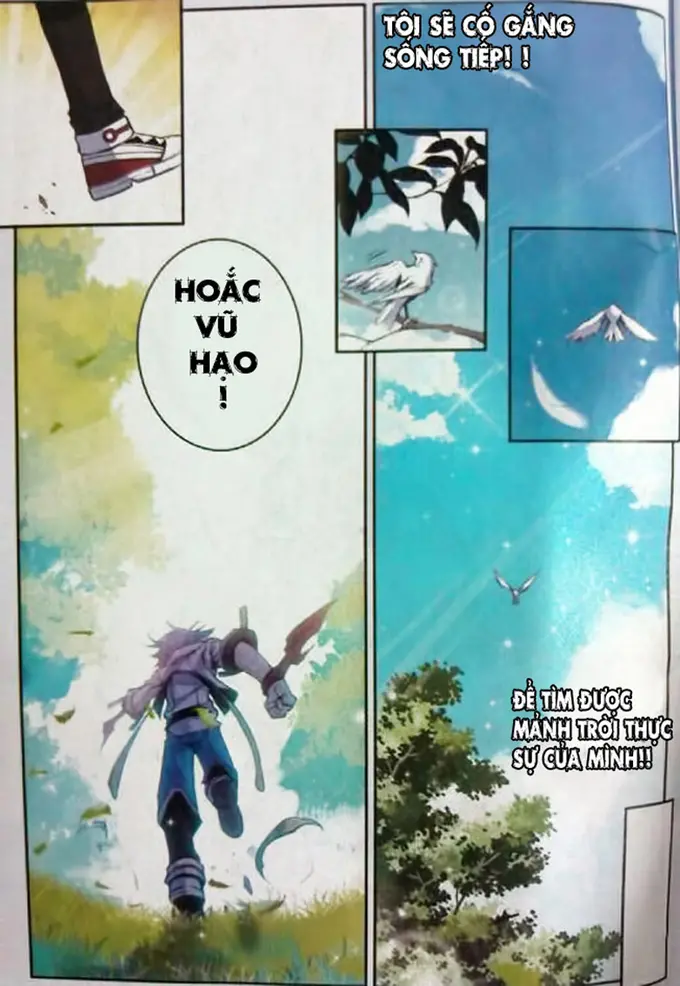 TÔI SẼ CỐ GẮNG
SỐNG TIẾP! !
HOẮC
VŨ
HẠO
!
ĐỂ TÌM ĐƯỢC
MẢNH TRỜI THỰC
SỰ CỦA MÌNH!!